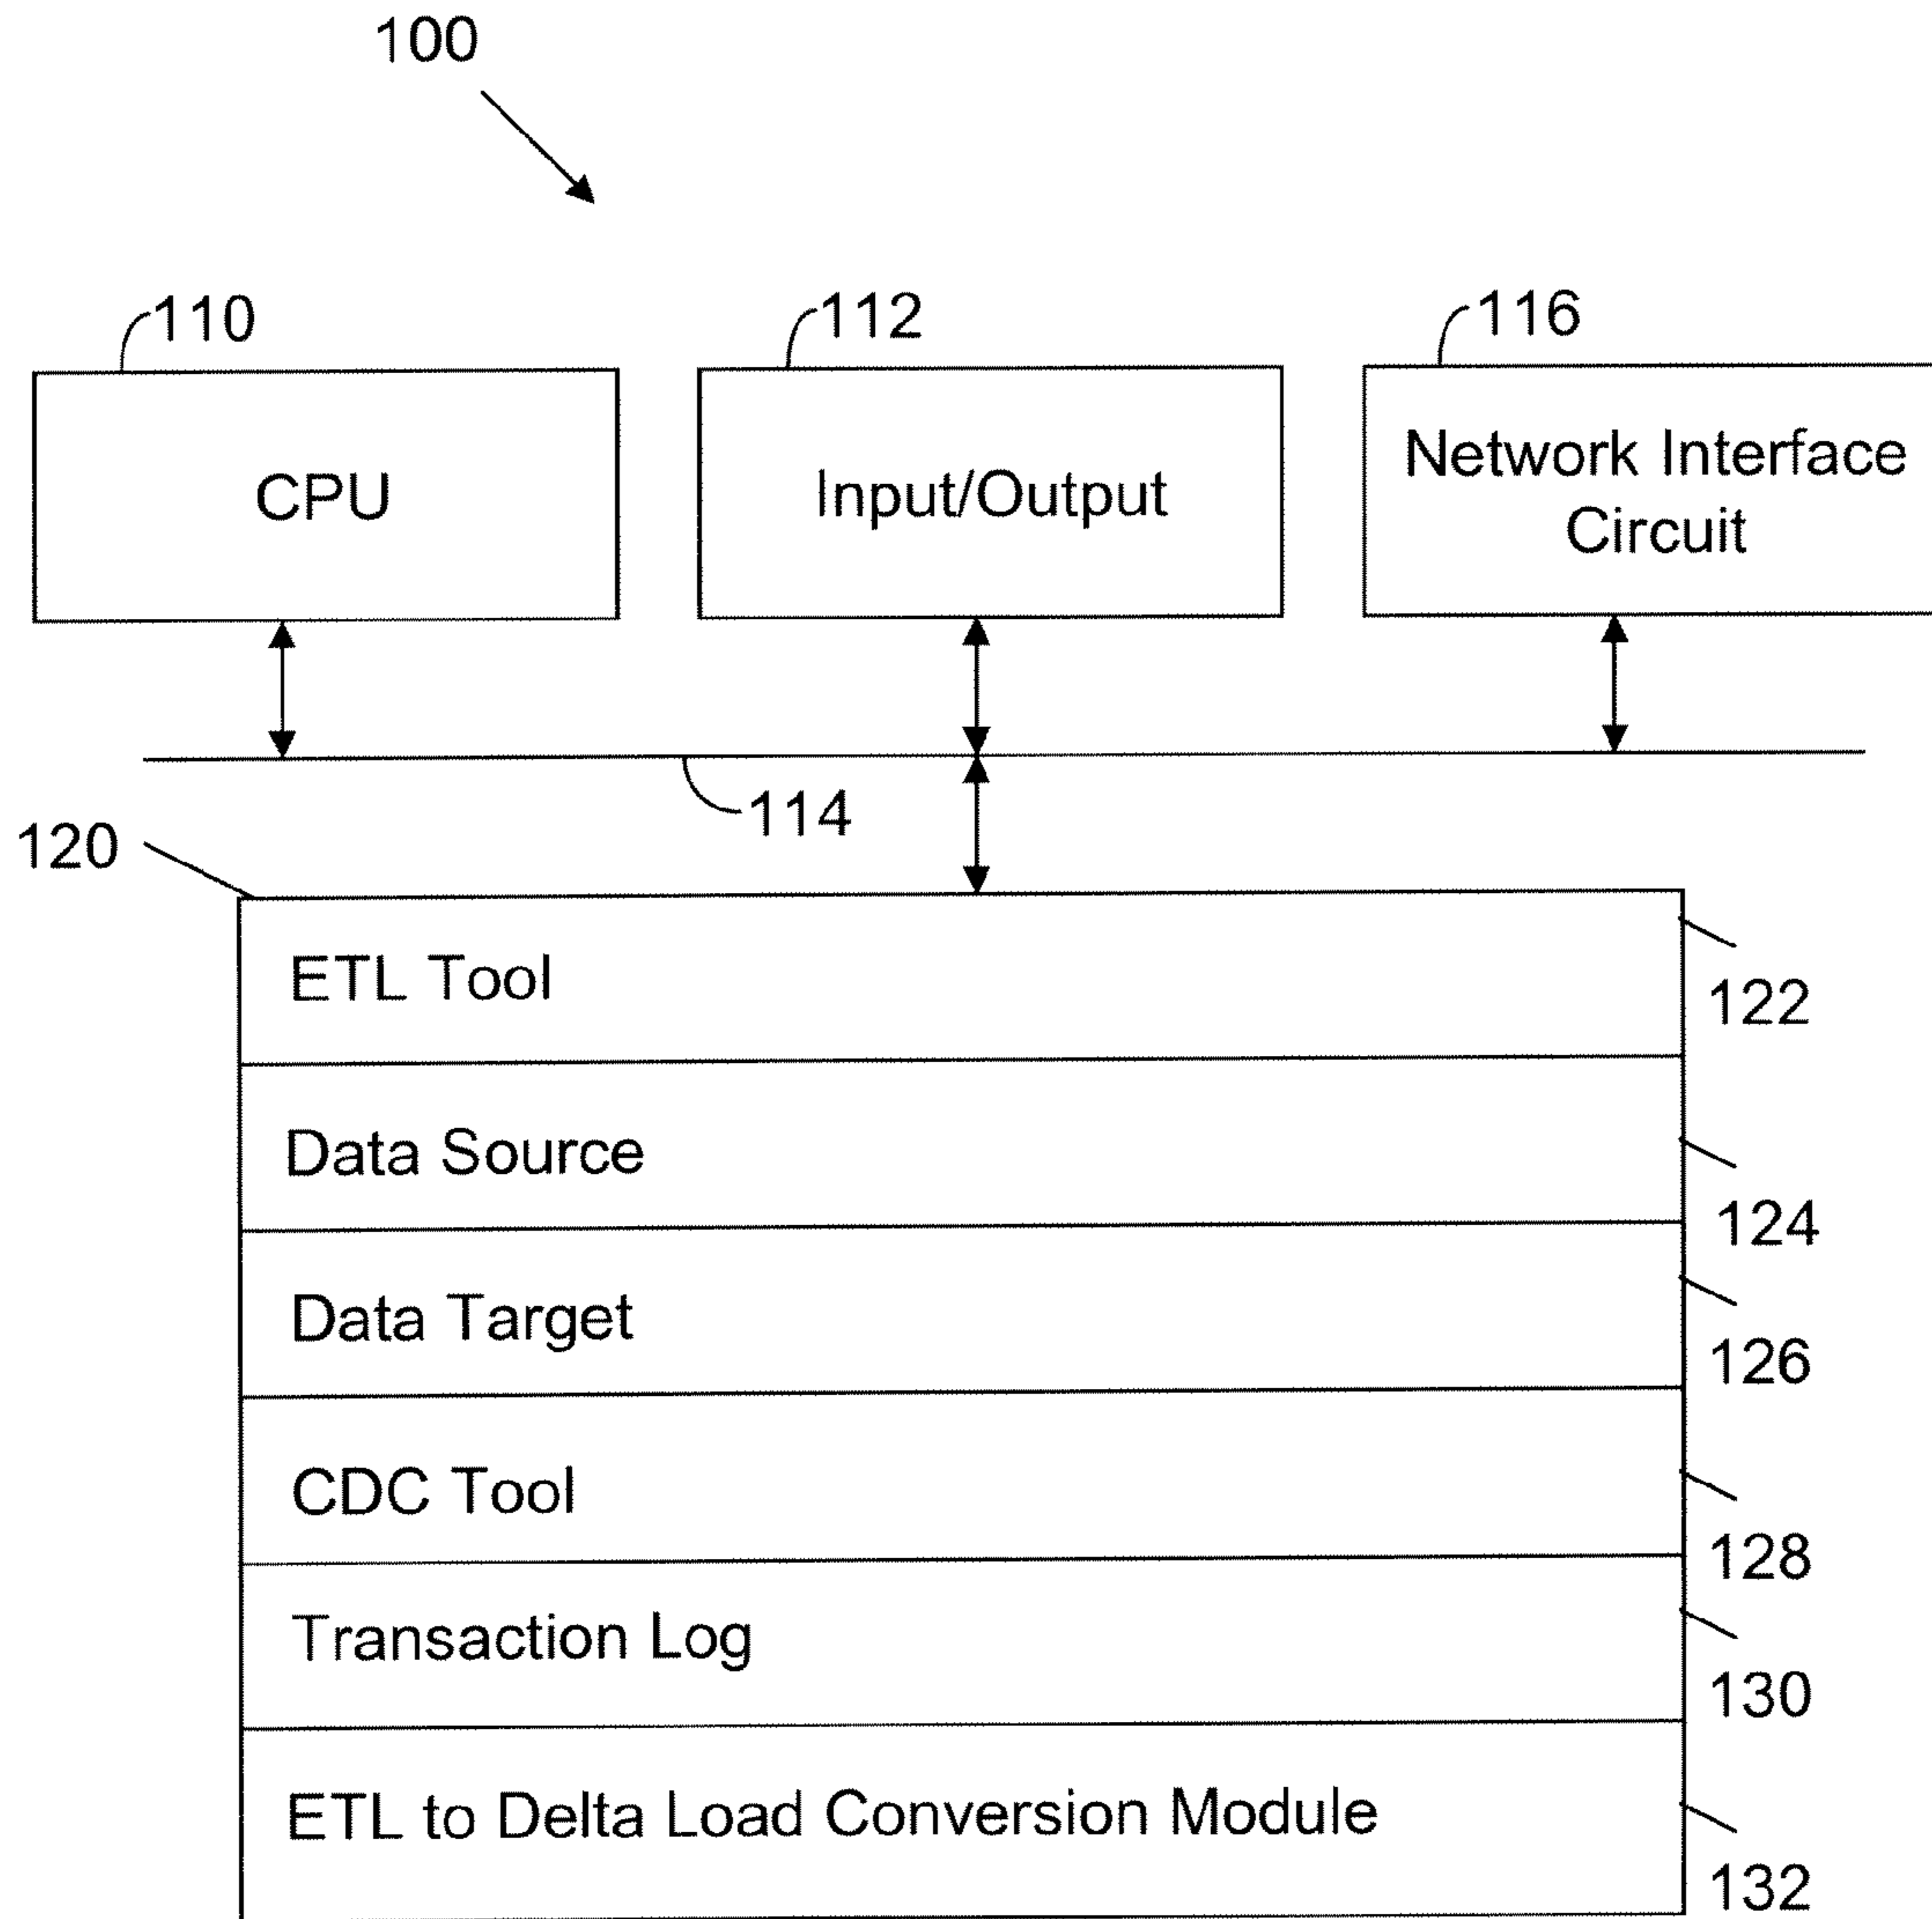 100
110
112
116
CPU
Input/Output
Network Interface
Circuit
114
120
ETL Tool
122
Data Source
124
Data Target
126
CDC Tool
128
Transaction Log
130
ETL to Delta Load Conversion Module
132